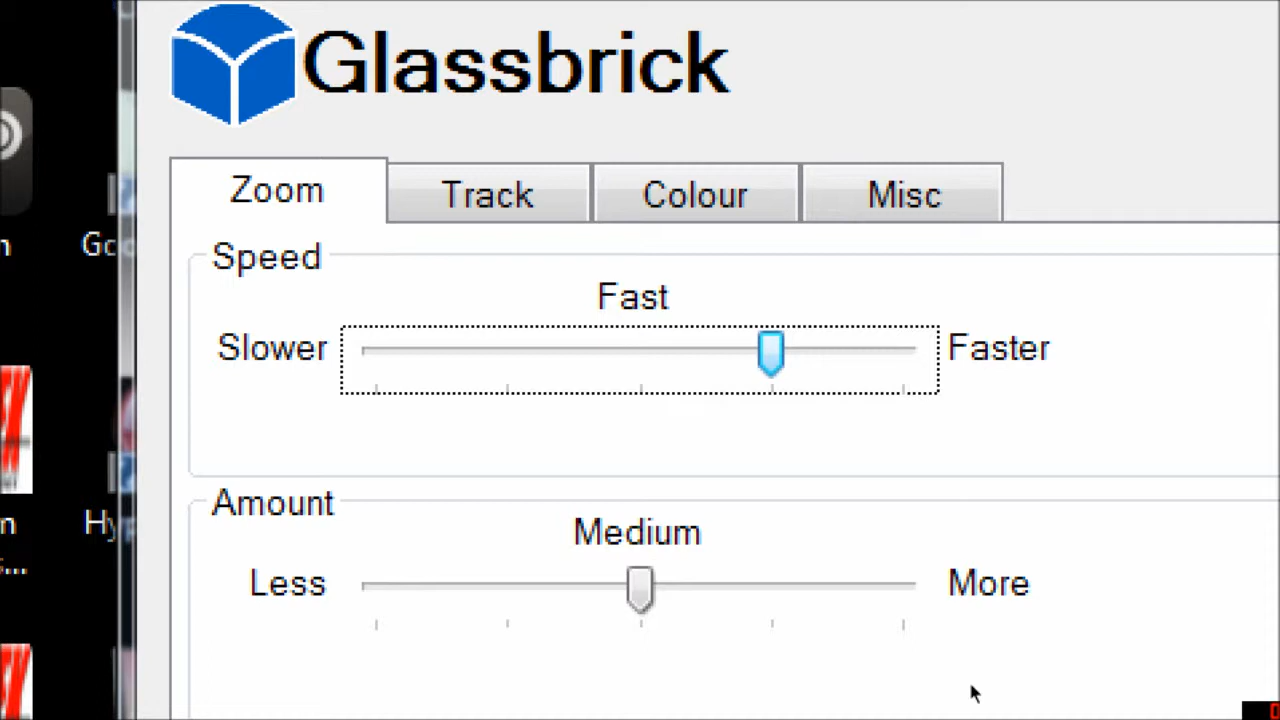 Glassbrick
Zoom
Track
Colour
Misc
Speed
Fast
Slower
Faster
Amount
Medium
Less
More